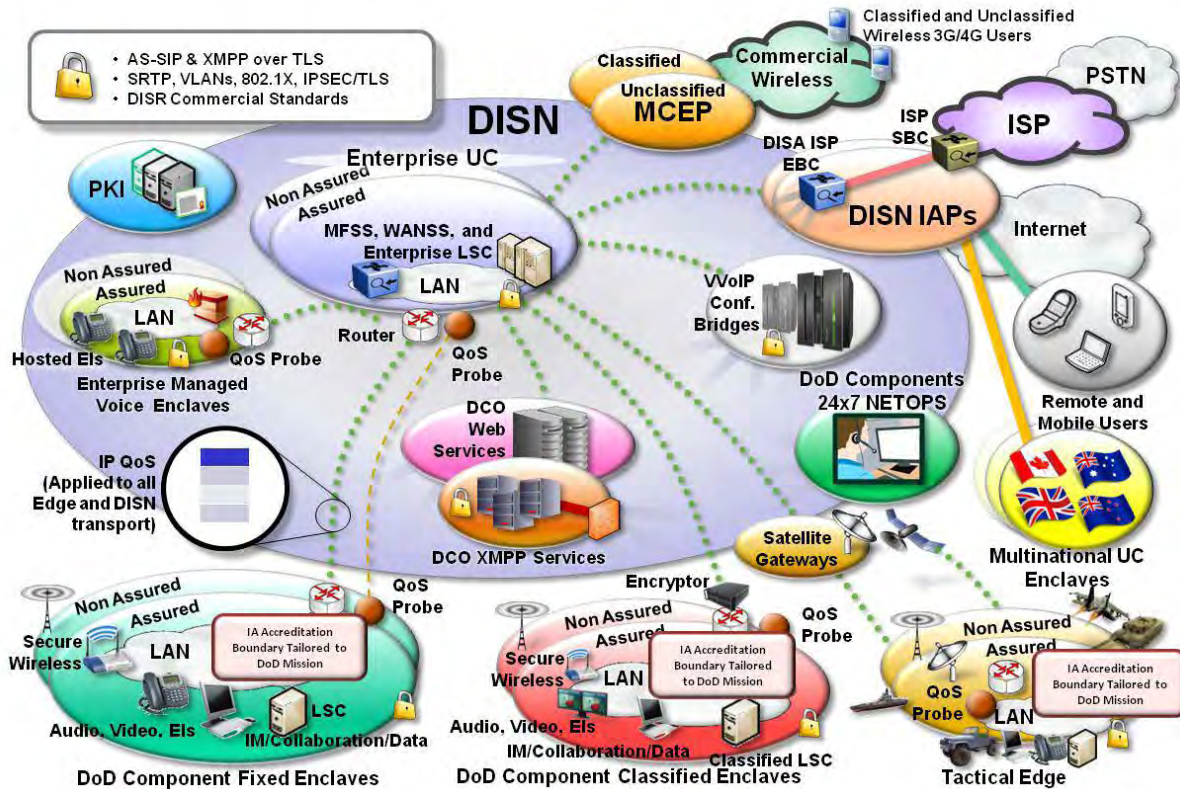 • AS-SIP & XMPP over TLS
• SRTP, VLANs, 802.1X, IPSEC/TLS
• DISR Commercial Standards
Classified and Unclassified
Wireless 3G/4G Users
Commercial
Wireless
Classified
Unclassified
MCEP
PSTN
ISP
ISP
SBC
DISA ISP
EBC
DISN IAPs
Internet
DISN
Enterprise UC
Non Assured
Assured
MFSS, WANSS, and
Enterprise LSC
LAN
PKI
Non Assured
Assured
LAN
Hosted EIs
QoS Probe
Enterprise Managed
Voice Enclaves
Router
QoS
Probe
VVoIP
Conf.
Bridges
DoD Components
24x7 NETOPS
Remote and
Mobile Users
DCO
Web
Services
DCO XMPP Services
IP QoS
(Applied to all
Edge and DISN
transport)
Satellite
Gateways
Multinational UC
Enclaves
Non Assured
Assured
QoS
Probe
Secure
Wireless
LAN
IA Accreditation
Boundary Tailored to
DoD Mission
LSC
Audio, Video, EIs
IM/Collaboration/Data
DoD Component Fixed Enclaves
Encryptor
Non Assured
Assured
QoS
Probe
Secure
Wireless
LAN
IA Accreditation
Boundary Tailored
to DoD Mission
Audio, Video, EIs
IM/Collaboration/Data
Classified LSC
DoD Component Classified Enclaves
Non Assured
Assured
IA Accreditation
Boundary Tailored to
DoD Mission
QoS
Probe
LAN
Tactical Edge